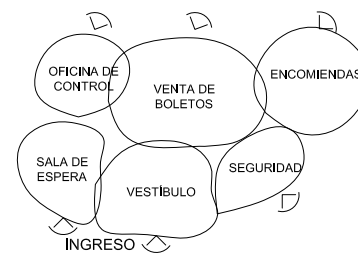 OFICINA DE
CONTROL
VENTA DE
BOLETOS
ENCOMIENDAS
SALA DE
ESPERA
VESTÍBULO
SEGURIDAD
INGRESO